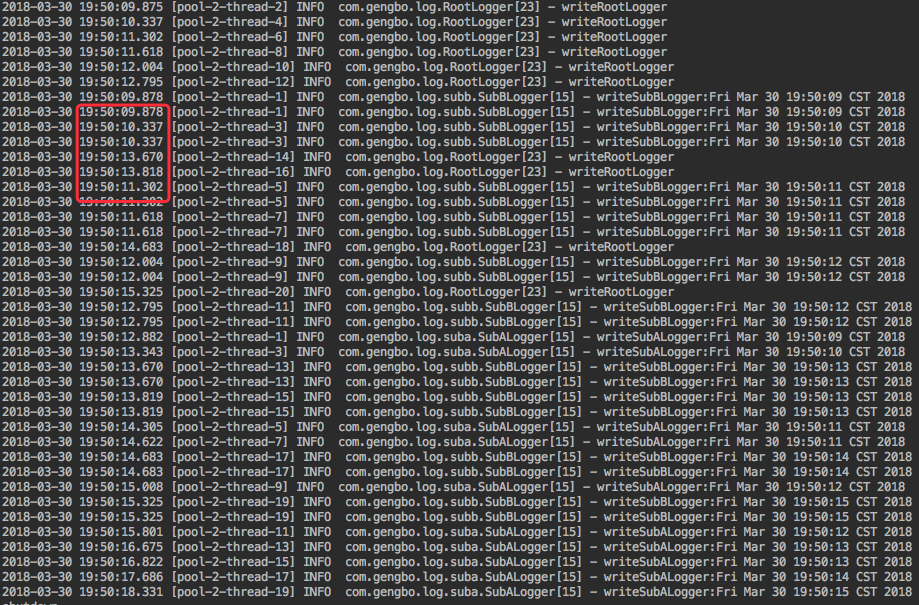 2018-03-30 19:50:09.875 [pool-2-thread-2] INFO  com.gengbo.log.RootLogger[23] - writeRootLogger
2018-03-30 19:50:10.337 [pool-2-thread-4] INFO  com.gengbo.log.RootLogger[23] - writeRootLogger
2018-03-30 19:50:11.302 [pool-2-thread-6] INFO  com.gengbo.log.RootLogger[23] - writeRootLogger
2018-03-30 19:50:11.618 [pool-2-thread-8] INFO  com.gengbo.log.RootLogger[23] - writeRootLogger
2018-03-30 19:50:12.004 [pool-2-thread-10] INFO  com.gengbo.log.RootLogger[23] - writeRootLogger
2018-03-30 19:50:12.795 [pool-2-thread-12] INFO  com.gengbo.log.RootLogger[23] - writeRootLogger
2018-03-30 19:50:09.878 [pool-2-thread-1] INFO  com.gengbo.log.subb.SubBLogger[15] - writeSubBLogger:Fri Mar 30 19:50:09 CST 2018
2018-03-30 19:50:09.878 [pool-2-thread-1] INFO  com.gengbo.log.subb.SubBLogger[15] - writeSubBLogger:Fri Mar 30 19:50:09 CST 2018
2018-03-30 19:50:10.337 [pool-2-thread-3] INFO  com.gengbo.log.subb.SubBLogger[15] - writeSubBLogger:Fri Mar 30 19:50:10 CST 2018
2018-03-30 19:50:10.337 [pool-2-thread-3] INFO  com.gengbo.log.subb.SubBLogger[15] - writeSubBLogger:Fri Mar 30 19:50:10 CST 2018
2018-03-30 19:50:13.670 [pool-2-thread-14] INFO  com.gengbo.log.RootLogger[23] - writeRootLogger
2018-03-30 19:50:13.818 [pool-2-thread-16] INFO  com.gengbo.log.RootLogger[23] - writeRootLogger
2018-03-30 19:50:11.302 [pool-2-thread-5] INFO  com.gengbo.log.subb.SubBLogger[15] - writeSubBLogger:Fri Mar 30 19:50:11 CST 2018
2018-03-30 19:50:11.302 [pool-2-thread-5] INFO  com.gengbo.log.subb.SubBLogger[15] - writeSubBLogger:Fri Mar 30 19:50:11 CST 2018
2018-03-30 19:50:11.618 [pool-2-thread-7] INFO  com.gengbo.log.subb.SubBLogger[15] - writeSubBLogger:Fri Mar 30 19:50:11 CST 2018
2018-03-30 19:50:11.618 [pool-2-thread-7] INFO  com.gengbo.log.subb.SubBLogger[15] - writeSubBLogger:Fri Mar 30 19:50:11 CST 2018
2018-03-30 19:50:14.683 [pool-2-thread-18] INFO  com.gengbo.log.RootLogger[23] - writeRootLogger
2018-03-30 19:50:12.004 [pool-2-thread-9] INFO  com.gengbo.log.subb.SubBLogger[15] - writeSubBLogger:Fri Mar 30 19:50:12 CST 2018
2018-03-30 19:50:12.004 [pool-2-thread-9] INFO  com.gengbo.log.subb.SubBLogger[15] - writeSubBLogger:Fri Mar 30 19:50:12 CST 2018
2018-03-30 19:50:15.325 [pool-2-thread-20] INFO  com.gengbo.log.RootLogger[23] - writeRootLogger
2018-03-30 19:50:12.795 [pool-2-thread-11] INFO  com.gengbo.log.subb.SubBLogger[15] - writeSubBLogger:Fri Mar 30 19:50:12 CST 2018
2018-03-30 19:50:12.795 [pool-2-thread-11] INFO  com.gengbo.log.subb.SubBLogger[15] - writeSubBLogger:Fri Mar 30 19:50:12 CST 2018
2018-03-30 19:50:12.882 [pool-2-thread-1] INFO  com.gengbo.log.suba.SubALogger[15] - writeSubALogger:Fri Mar 30 19:50:09 CST 2018
2018-03-30 19:50:13.343 [pool-2-thread-3] INFO  com.gengbo.log.suba.SubALogger[15] - writeSubALogger:Fri Mar 30 19:50:10 CST 2018
2018-03-30 19:50:13.670 [pool-2-thread-13] INFO  com.gengbo.log.subb.SubBLogger[15] - writeSubBLogger:Fri Mar 30 19:50:13 CST 2018
2018-03-30 19:50:13.670 [pool-2-thread-13] INFO  com.gengbo.log.subb.SubBLogger[15] - writeSubBLogger:Fri Mar 30 19:50:13 CST 2018
2018-03-30 19:50:13.819 [pool-2-thread-15] INFO  com.gengbo.log.subb.SubBLogger[15] - writeSubBLogger:Fri Mar 30 19:50:13 CST 2018
2018-03-30 19:50:13.819 [pool-2-thread-15] INFO  com.gengbo.log.subb.SubBLogger[15] - writeSubBLogger:Fri Mar 30 19:50:13 CST 2018
2018-03-30 19:50:14.305 [pool-2-thread-5] INFO  com.gengbo.log.suba.SubALogger[15] - writeSubALogger:Fri Mar 30 19:50:11 CST 2018
2018-03-30 19:50:14.622 [pool-2-thread-7] INFO  com.gengbo.log.suba.SubALogger[15] - writeSubALogger:Fri Mar 30 19:50:11 CST 2018
2018-03-30 19:50:14.683 [pool-2-thread-17] INFO  com.gengbo.log.subb.SubBLogger[15] - writeSubBLogger:Fri Mar 30 19:50:14 CST 2018
2018-03-30 19:50:14.683 [pool-2-thread-17] INFO  com.gengbo.log.subb.SubBLogger[15] - writeSubBLogger:Fri Mar 30 19:50:14 CST 2018
2018-03-30 19:50:15.008 [pool-2-thread-9] INFO  com.gengbo.log.suba.SubALogger[15] - writeSubALogger:Fri Mar 30 19:50:12 CST 2018
2018-03-30 19:50:15.325 [pool-2-thread-19] INFO  com.gengbo.log.subb.SubBLogger[15] - writeSubBLogger:Fri Mar 30 19:50:15 CST 2018
2018-03-30 19:50:15.325 [pool-2-thread-19] INFO  com.gengbo.log.subb.SubBLogger[15] - writeSubBLogger:Fri Mar 30 19:50:15 CST 2018
2018-03-30 19:50:15.801 [pool-2-thread-11] INFO  com.gengbo.log.suba.SubALogger[15] - writeSubALogger:Fri Mar 30 19:50:12 CST 2018
2018-03-30 19:50:16.675 [pool-2-thread-13] INFO  com.gengbo.log.suba.SubALogger[15] - writeSubALogger:Fri Mar 30 19:50:13 CST 2018
2018-03-30 19:50:16.822 [pool-2-thread-15] INFO  com.gengbo.log.suba.SubALogger[15] - writeSubALogger:Fri Mar 30 19:50:13 CST 2018
2018-03-30 19:50:17.686 [pool-2-thread-17] INFO  com.gengbo.log.suba.SubALogger[15] - writeSubALogger:Fri Mar 30 19:50:14 CST 2018
2018-03-30 19:50:18.331 [pool-2-thread-19] INFO  com.gengbo.log.suba.SubALogger[15] - writeSubALogger:Fri Mar 30 19:50:15 CST 2018